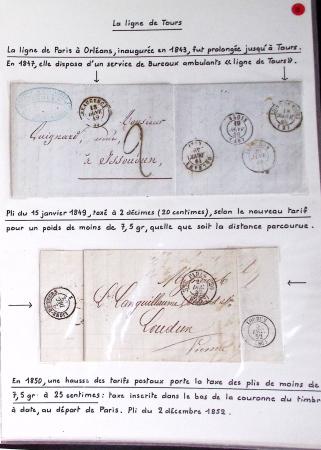 La ligne de Tours
La ligne de Paris à Orléans, inaugurée en 1843, fut prolongée jusqu'à Tours.
En 1847, elle disposa d'un service de Bureaux ambulants «ligne de Tours».
Monsieur
Guignard,
à Issoudun
2
PARIS
Pli du 15 janvier 1849, taxé à 2 décimes (20 centimes), selon le nouveau tarif
pour un poids de moins de 7,5 gr, quelle que soit la distance parcourue.
Loudun
Vienne
En 1850, une hausse des tarifs postaux porte la taxe des plis de moins de
7,5 gr à 25 centimes : taxe inscrite dans le bas de la couronne du timbre
à date, au départ de Paris. Pli du 2 décembre 1852.